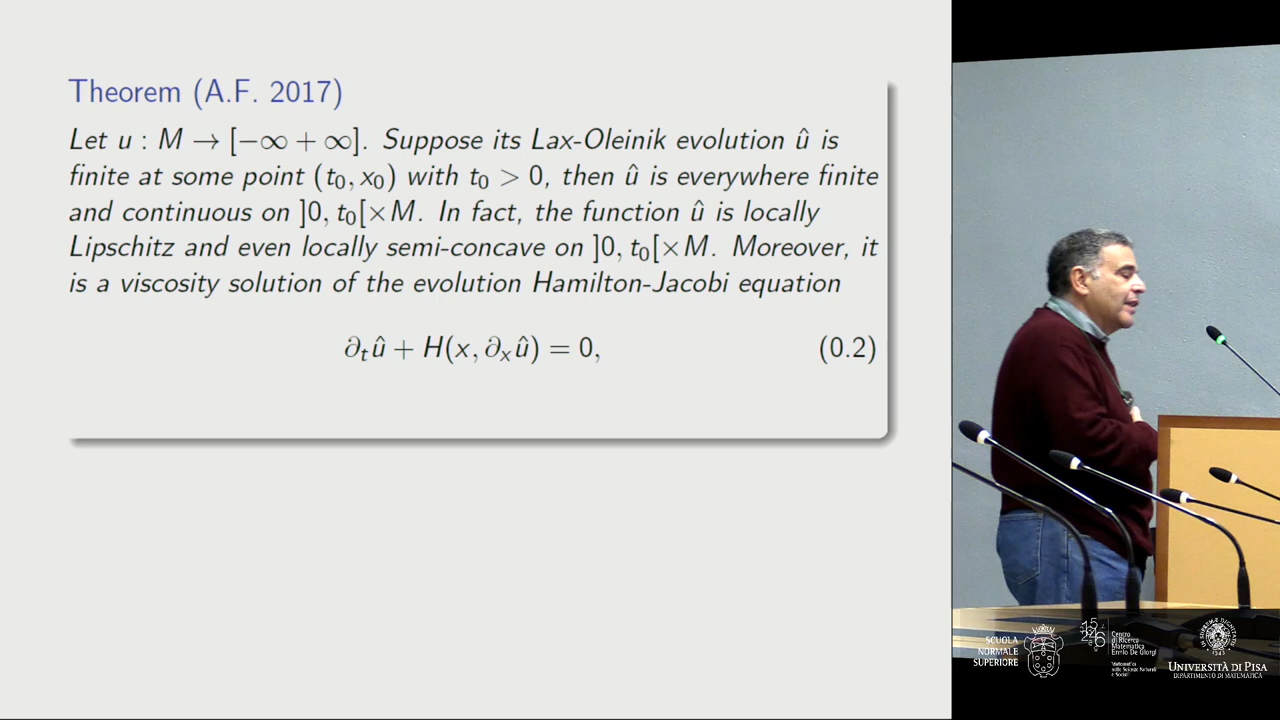 Theorem (A.F. 2017)
Let u : M → [−∞ + ∞]. Suppose its Lax-Oleinik evolution û is
finite at some point (t₀, x₀) with t₀ > 0, then û is everywhere finite
and continuous on ]0, t₀[×M. In fact, the function û is locally
Lipschitz and even locally semi-concave on ]0, t₀[×M. Moreover, it
is a viscosity solution of the evolution Hamilton-Jacobi equation
∂ₜû + H(x, ∂ₓû) = 0, (0.2)
SCUOLA
NORMALE
SUPERIORE
Centro
di Ricerca
Matematica
Ennio De Giorgi
UNIVERSITÀ DI PISA
DIPARTIMENTO DI MATEMATICA